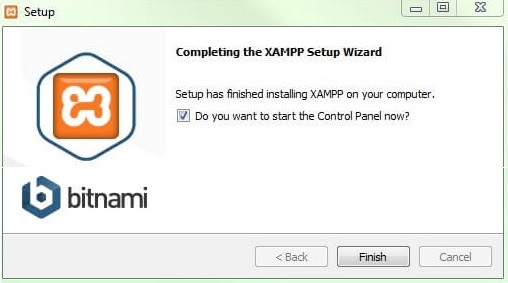 Setup
Completing the XAMPP Setup Wizard
Setup has finished installing XAMPP on your computer.
Do you want to start the Control Panel now?
bitnami
< Back
Finish
Cancel